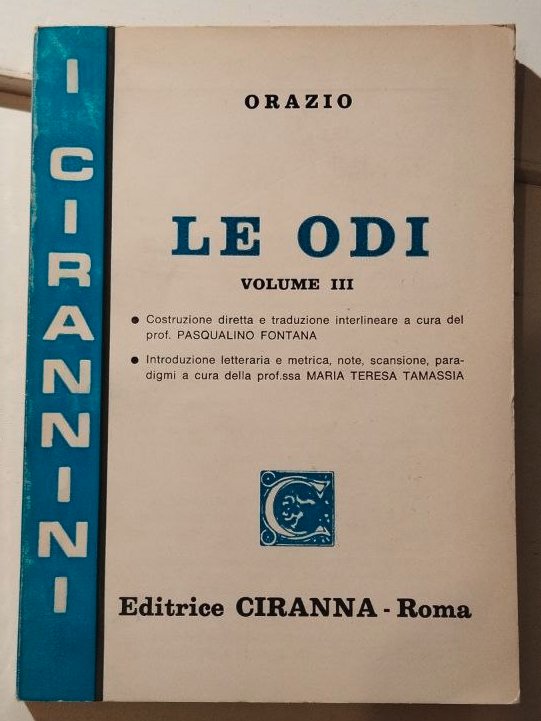 I CIRANNINI
ORAZIO
LE ODI
VOLUME III
● Costruzione diretta e traduzione interlineare a cura del
prof. PASQUALINO FONTANA
● Introduzione letteraria e metrica, note, scansione, para-
digmi a cura della prof.ssa MARIA TERESA TAMASSIA
C
Editrice CIRANNA - Roma